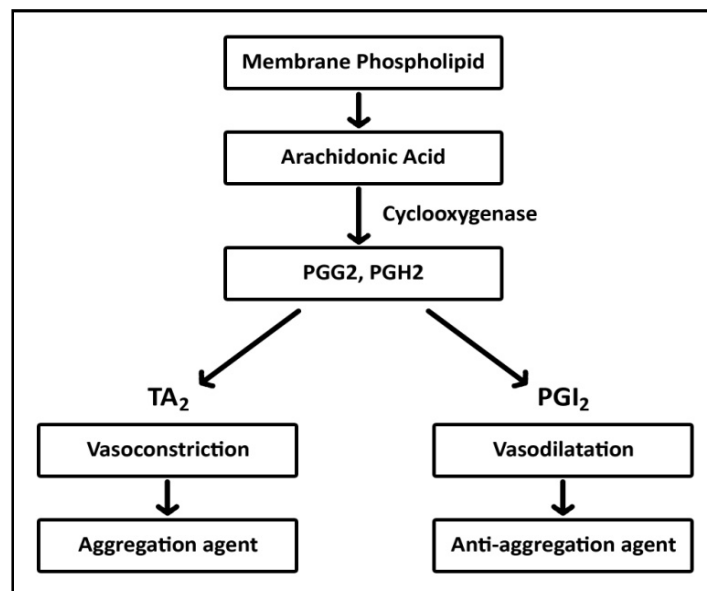 Membrane Phospholipid
Arachidonic Acid
Cyclooxygenase
PGG2, PGH2
TA₂
PGI₂
Vasoconstriction
Vasodilatation
Aggregation agent
Anti-aggregation agent